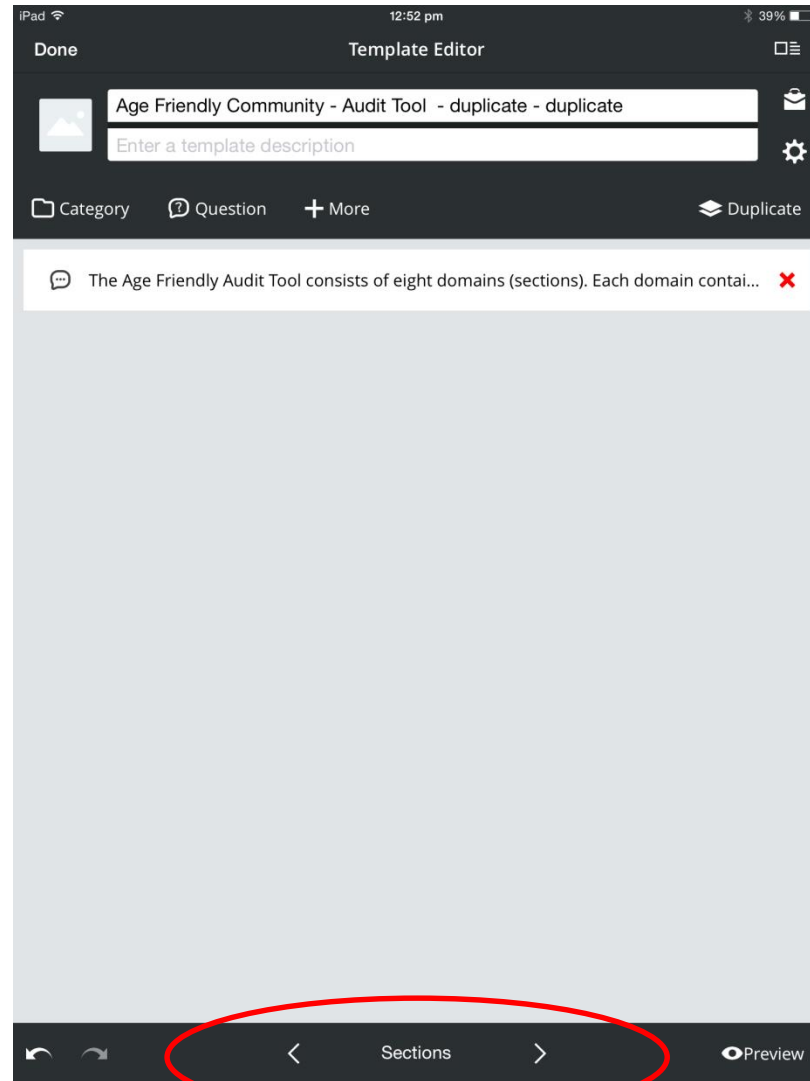 iPad 12:52 pm 39%
Done Template Editor
Age Friendly Community - Audit Tool - duplicate - duplicate
Enter a template description
Category Question More Duplicate
The Age Friendly Audit Tool consists of eight domains (sections). Each domain contai...
Sections Preview